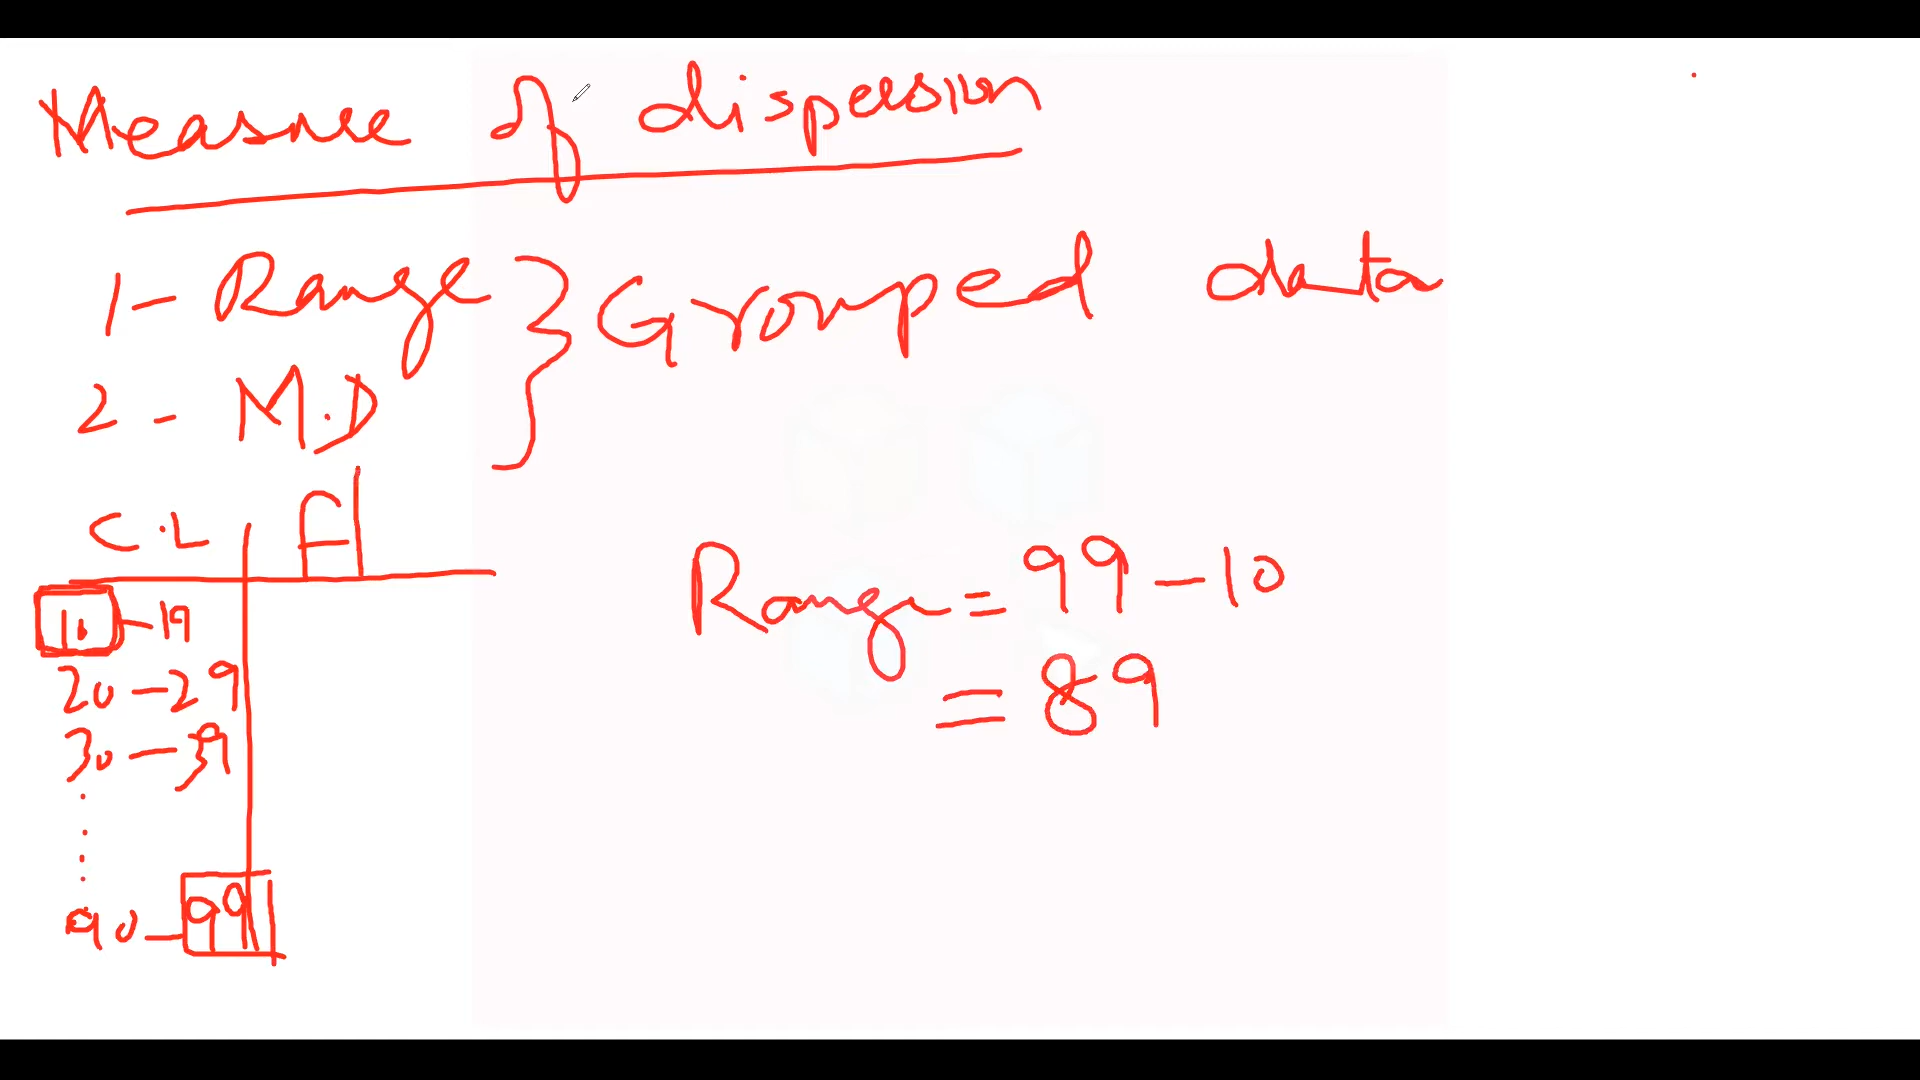 Measure of dispersion
1- Range } Grouped data
2 - M.D
C.L F
10 - 19
20 - 29
30 - 39
90 - 99
Range = 99 - 10
= 89